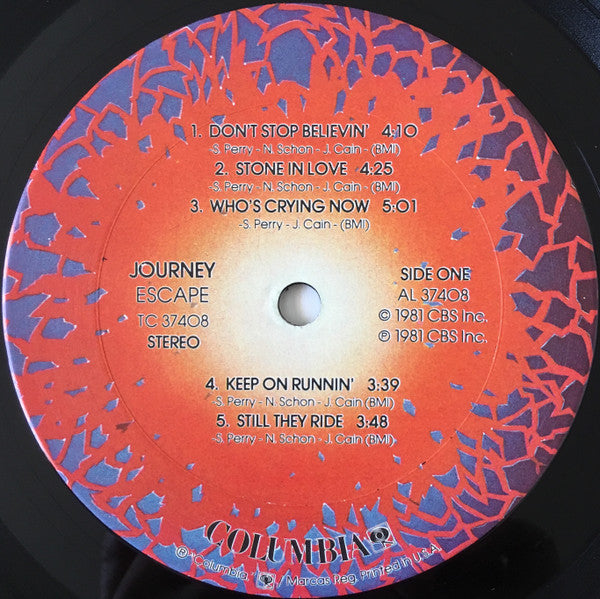 1. DON'T STOP BELIEVIN' 4:10
-S. Perry - N. Schon - J. Cain - (BMI)
2. STONE IN LOVE 4:25
-S. Perry - N. Schon - J. Cain - (BMI)
3. WHO'S CRYING NOW 5:01
-S. Perry - J. Cain - (BMI)
JOURNEY
ESCAPE
TC 37408
STEREO
SIDE ONE
AL 37408
© 1981 CBS Inc.
℗ 1981 CBS Inc.
4. KEEP ON RUNNIN' 3:39
-S. Perry - N. Schon - J. Cain (BMI)
5. STILL THEY RIDE 3:48
-S. Perry - N. Schon - J. Cain (BMI)
COLUMBIA
® "Columbia," / Marcas Reg. Printed in U.S.A.